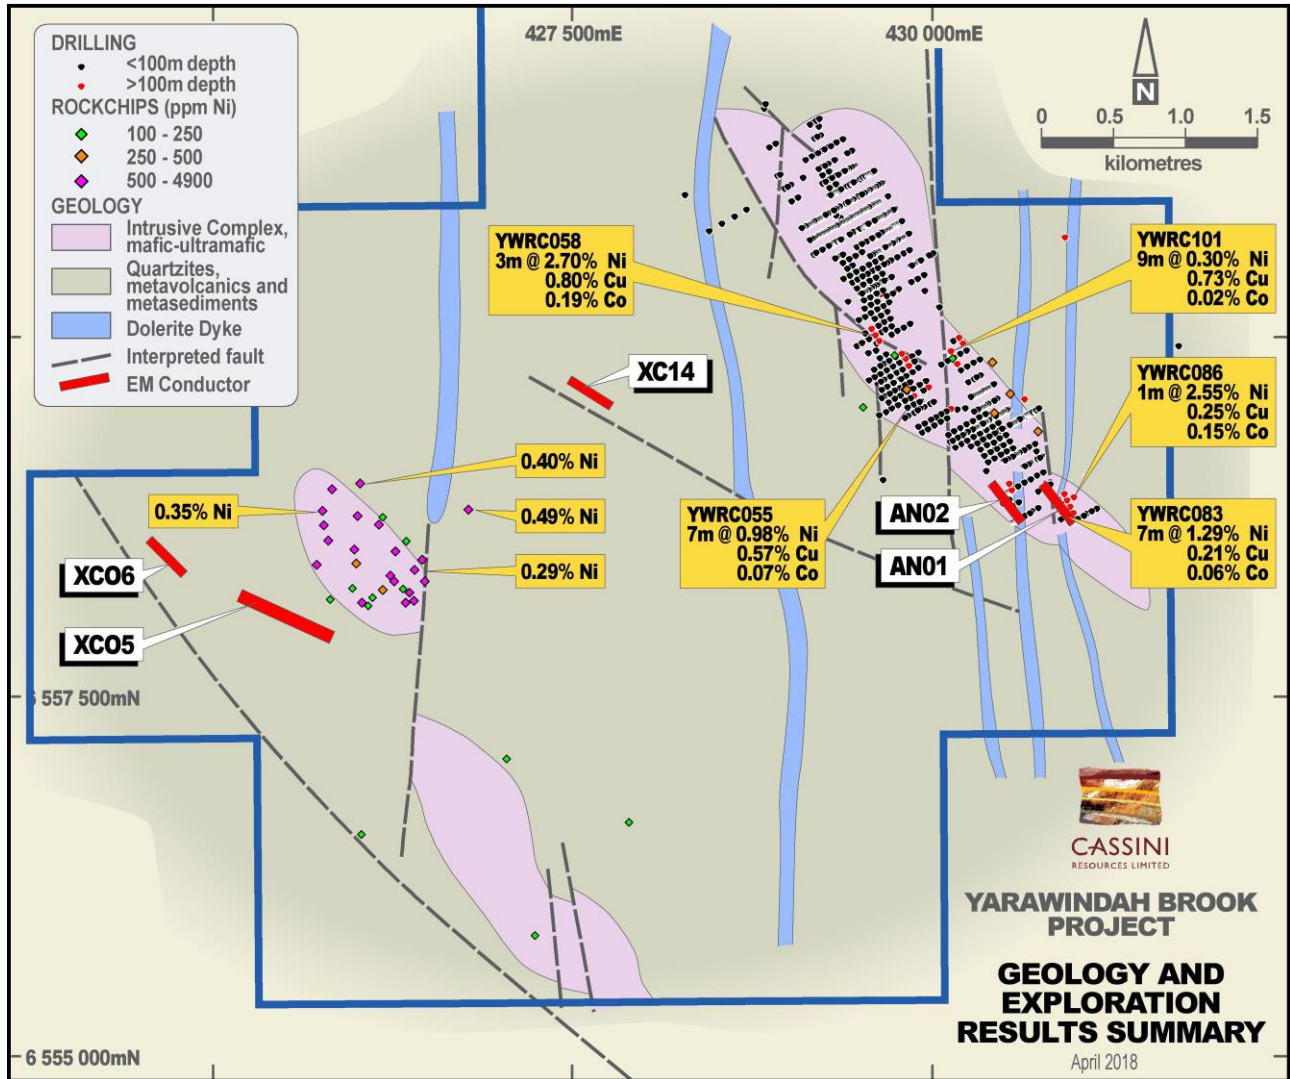 427 500mE
430 000mE
DRILLING
<100m depth
>100m depth
ROCKCHIPS (ppm Ni)
100 - 250
250 - 500
500 - 4900
GEOLOGY
Intrusive Complex,
mafic-ultramafic
Quartzites,
metavolcanics and
metasediments
Dolerite Dyke
Interpreted fault
EM Conductor
N
0 0.5 1.0 1.5
kilometres
YWRC058
3m @ 2.70% Ni
0.80% Cu
0.19% Co
YWRC101
9m @ 0.30% Ni
0.73% Cu
0.02% Co
XC14
YWRC086
1m @ 2.55% Ni
0.25% Cu
0.15% Co
0.40% Ni
0.35% Ni
0.49% Ni
0.29% Ni
YWRC055
7m @ 0.98% Ni
0.57% Cu
0.07% Co
AN02
AN01
YWRC083
7m @ 1.29% Ni
0.21% Cu
0.06% Co
XCO6
XCO5
6 557 500mN
CASSINI
RESOURCES LIMITED
YARAWINDAH BROOK
PROJECT
GEOLOGY AND
EXPLORATION
RESULTS SUMMARY
April 2018
6 555 000mN